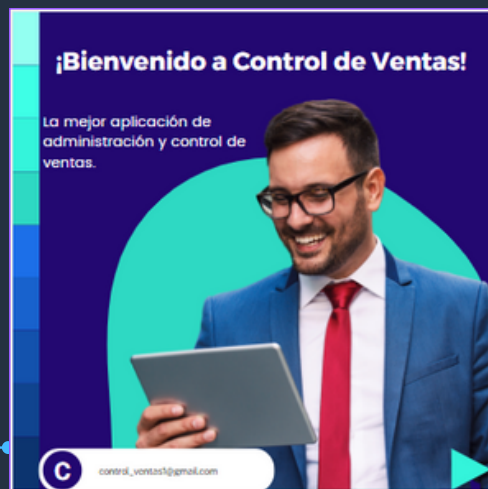 ¡Bienvenido a Control de Ventas!
La mejor aplicación de
administración y control de
ventas.
C
control_ventas1@gmail.com